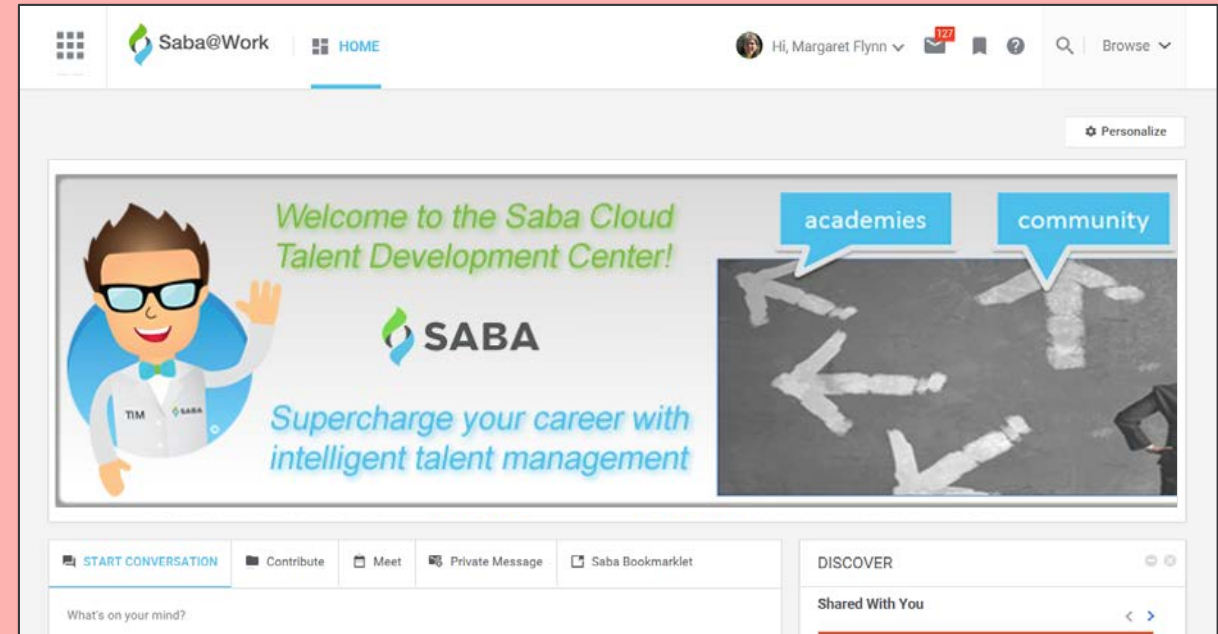 Saba@Work
HOME
Hi, Margaret Flynn
127
Browse
Personalize
Welcome to the Saba Cloud
Talent Development Center!
SABA
Supercharge your career with
intelligent talent management
TIM
SABA
academies
community
START CONVERSATION
Contribute
Meet
Private Message
Saba Bookmarklet
What's on your mind?
DISCOVER
Shared With You